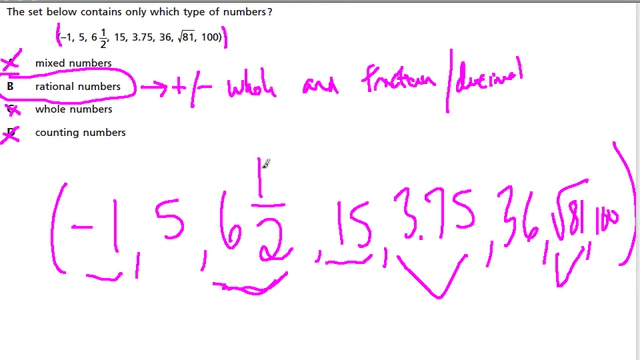 The set below contains only which type of numbers?
(−1, 5, 6 1/2, 15, 3.75, 36, √81, 100)
A mixed numbers
B rational numbers → +/- whole and fraction/decimal
C whole numbers
D counting numbers
(-1, 5, 6 1/2, 15, 3.75, 36, √81, 100)